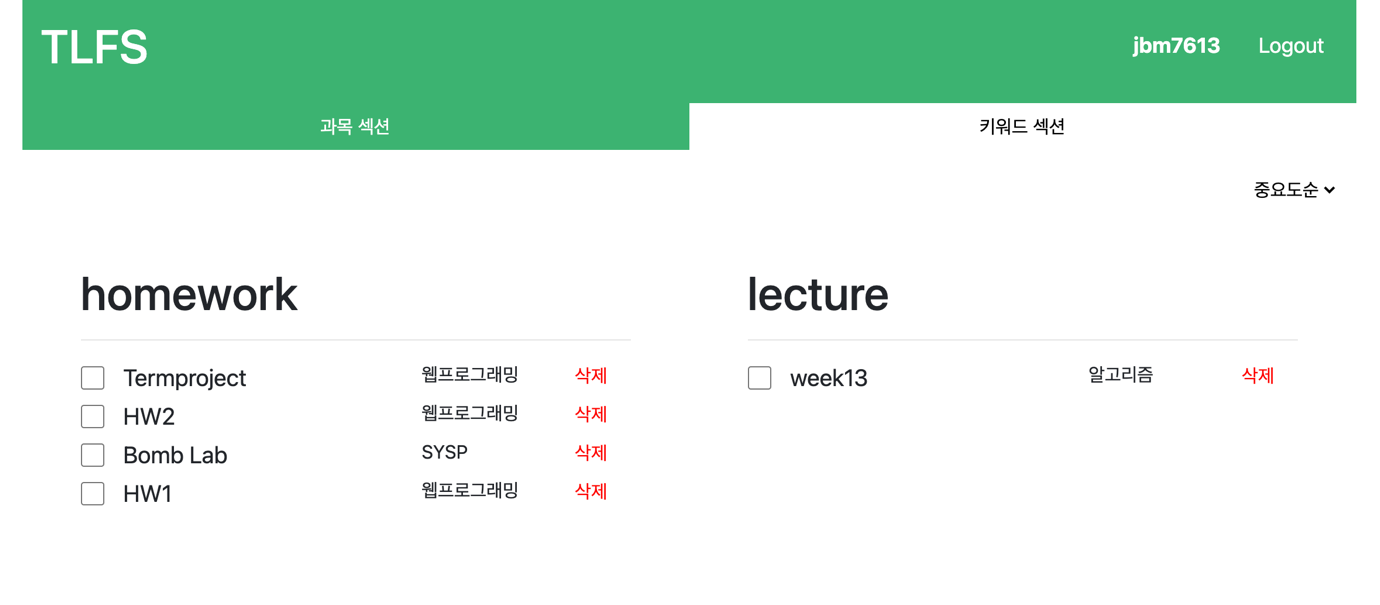 TLFS
jbm7613 Logout
과목 섹션 키워드 섹션
중요도순
homework
Termproject 웹프로그래밍 삭제
HW2 웹프로그래밍 삭제
Bomb Lab SYSP 삭제
HW1 웹프로그래밍 삭제
lecture
week13 알고리즘 삭제